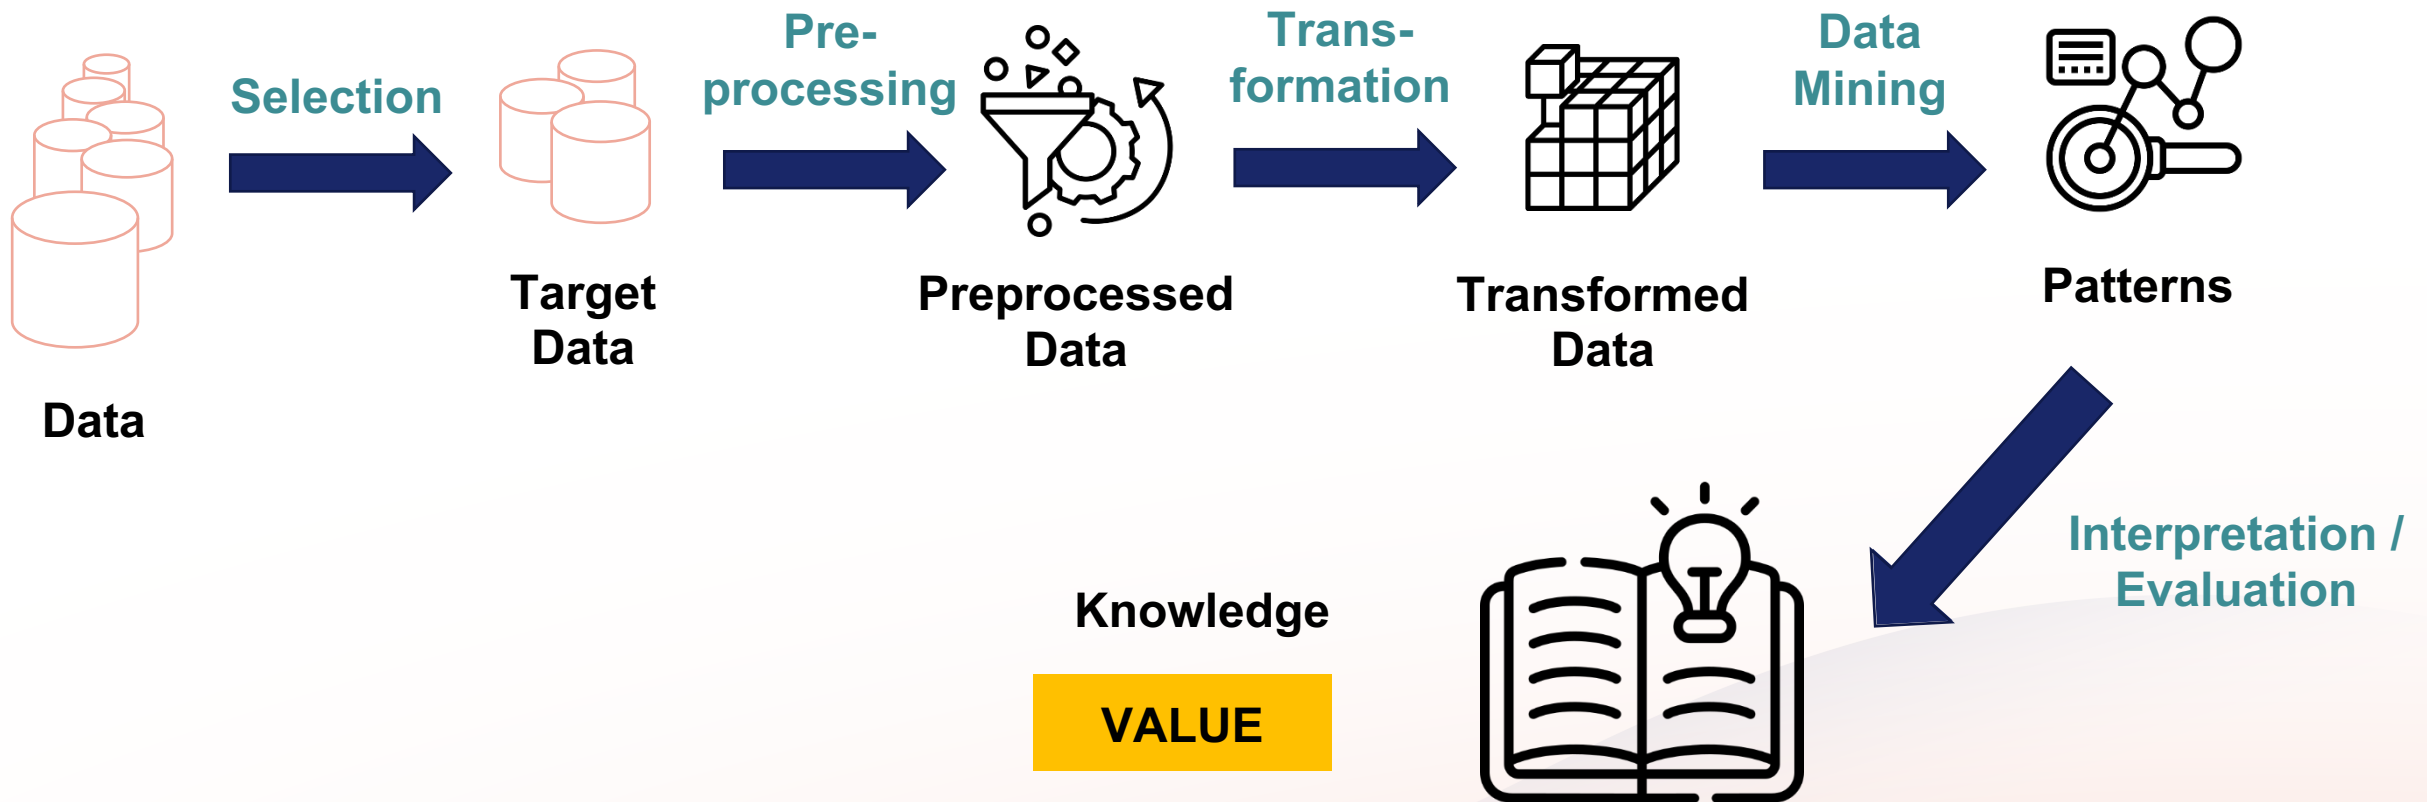 Selection
Pre-
processing
Trans-
formation
Data
Mining
Data
Target
Data
Preprocessed
Data
Transformed
Data
Patterns
Interpretation /
Evaluation
Knowledge
VALUE